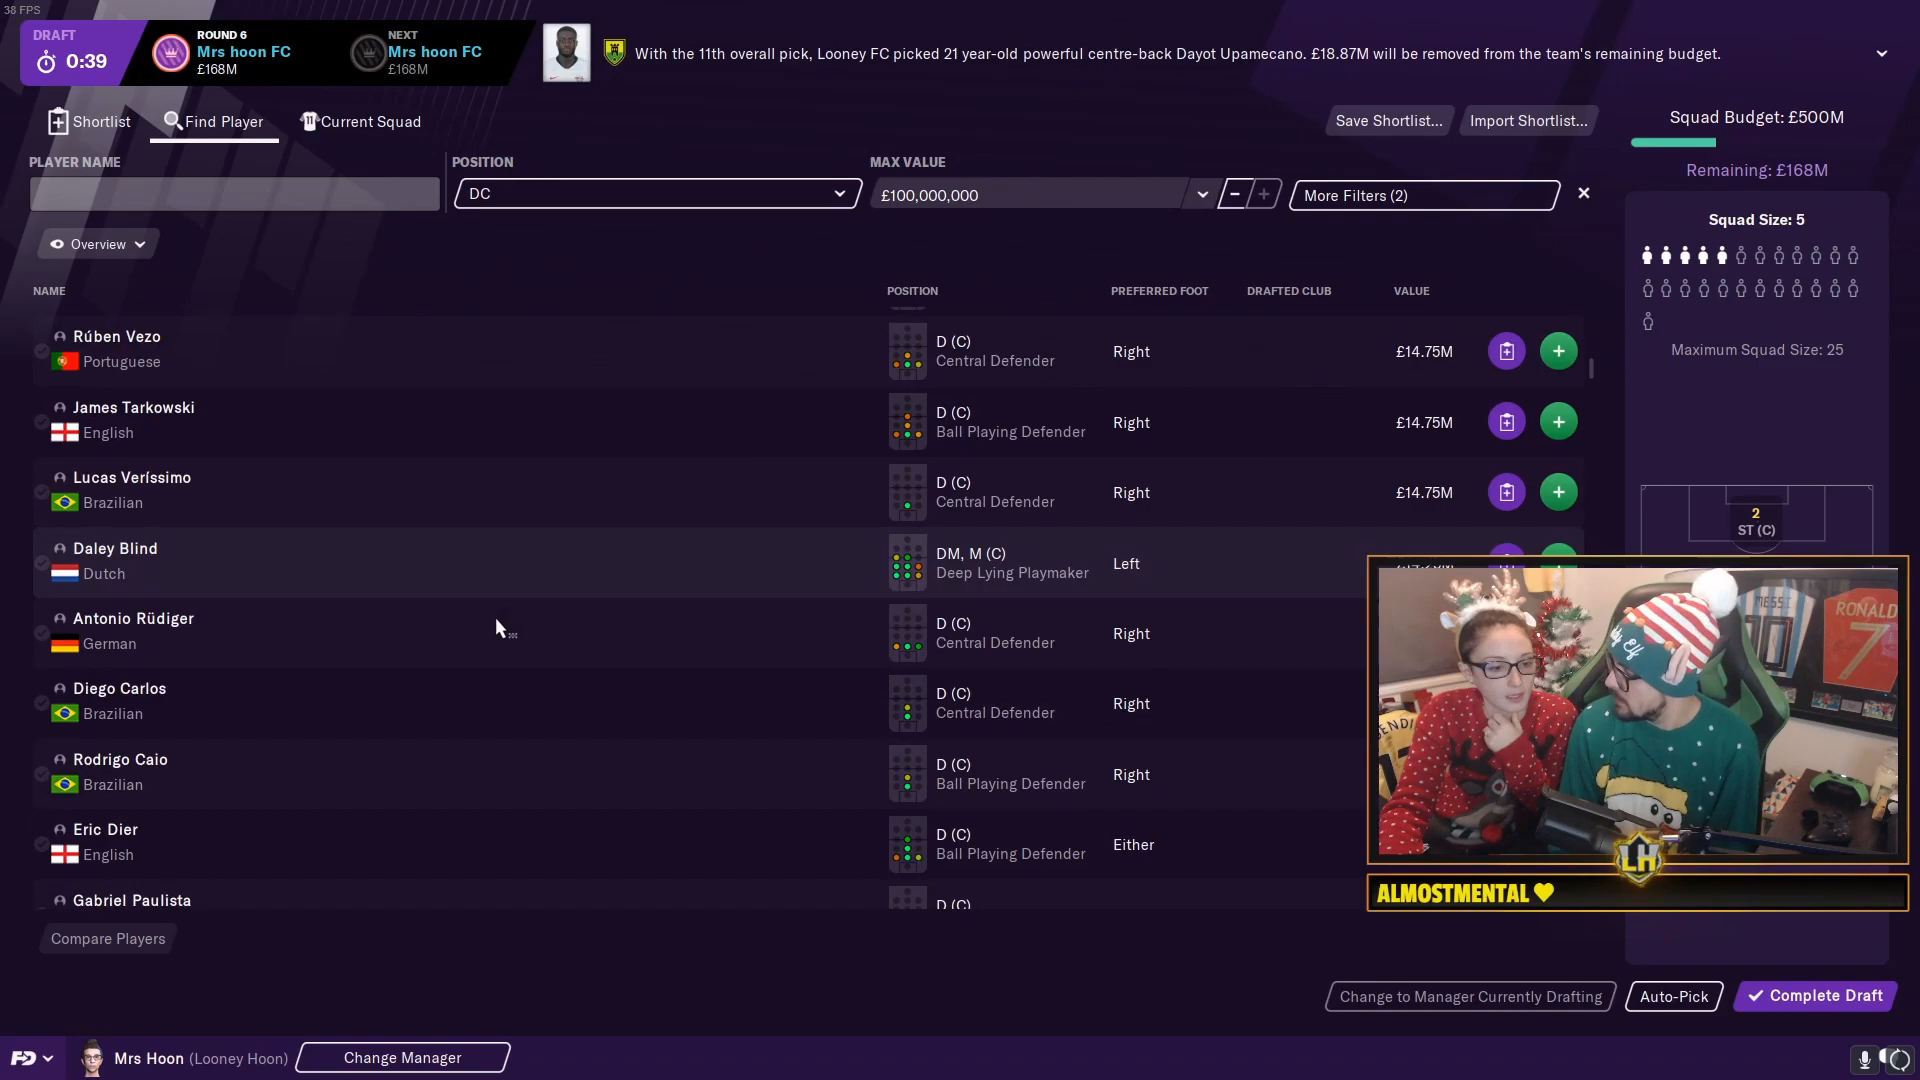 38 FPS
DRAFT
0:39
ROUND 6
Mrs hoon FC
£168M
NEXT
Mrs hoon FC
£168M
With the 11th overall pick, Looney FC picked 21 year-old powerful centre-back Dayot Upamecano. £18.87M will be removed from the team's remaining budget.
Shortlist
Find Player
Current Squad
Save Shortlist...
Import Shortlist...
Squad Budget: £500M
Remaining: £168M
PLAYER NAME
POSITION
MAX VALUE
DC
£100,000,000
More Filters (2)
Squad Size: 5
Maximum Squad Size: 25
Overview
NAME
POSITION
PREFERRED FOOT
DRAFTED CLUB
VALUE
Rúben Vezo
Portuguese
D (C)
Central Defender
Right
£14.75M
James Tarkowski
English
D (C)
Ball Playing Defender
Right
£14.75M
Lucas Veríssimo
Brazilian
D (C)
Central Defender
Right
£14.75M
Daley Blind
Dutch
DM, M (C)
Deep Lying Playmaker
Left
Antonio Rüdiger
German
D (C)
Central Defender
Right
Diego Carlos
Brazilian
D (C)
Central Defender
Right
Rodrigo Caio
Brazilian
D (C)
Ball Playing Defender
Right
Eric Dier
English
D (C)
Ball Playing Defender
Either
Gabriel Paulista
D (C)
2
ST (C)
MESSI
RONALDO
7
LH
ALMOSTMENTAL
Compare Players
Change to Manager Currently Drafting
Auto-Pick
Complete Draft
FD
Mrs Hoon (Looney Hoon)
Change Manager